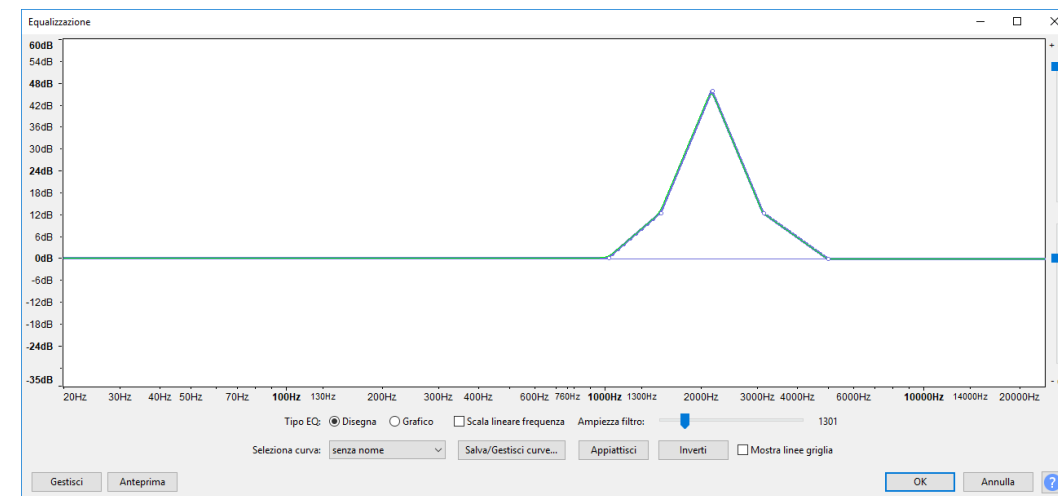 Equalizzazione
60dB
54dB
48dB
42dB
36dB
30dB
24dB
18dB
12dB
6dB
0dB
-6dB
-12dB
-18dB
-24dB
-35dB
20Hz 30Hz 40Hz 50Hz 70Hz 100Hz 130Hz 200Hz 300Hz 400Hz 600Hz 760Hz 1000Hz 1300Hz 2000Hz 3000Hz 4000Hz 6000Hz 10000Hz 14000Hz 20000Hz
Tipo EQ: Disegna Grafico Scala lineare frequenza Ampiezza filtro: 1301
Seleziona curva: senza nome Salva/Gestisci curve... Appiattisci Inverti Mostra linee griglia
Gestisci Anteprima OK Annulla ?